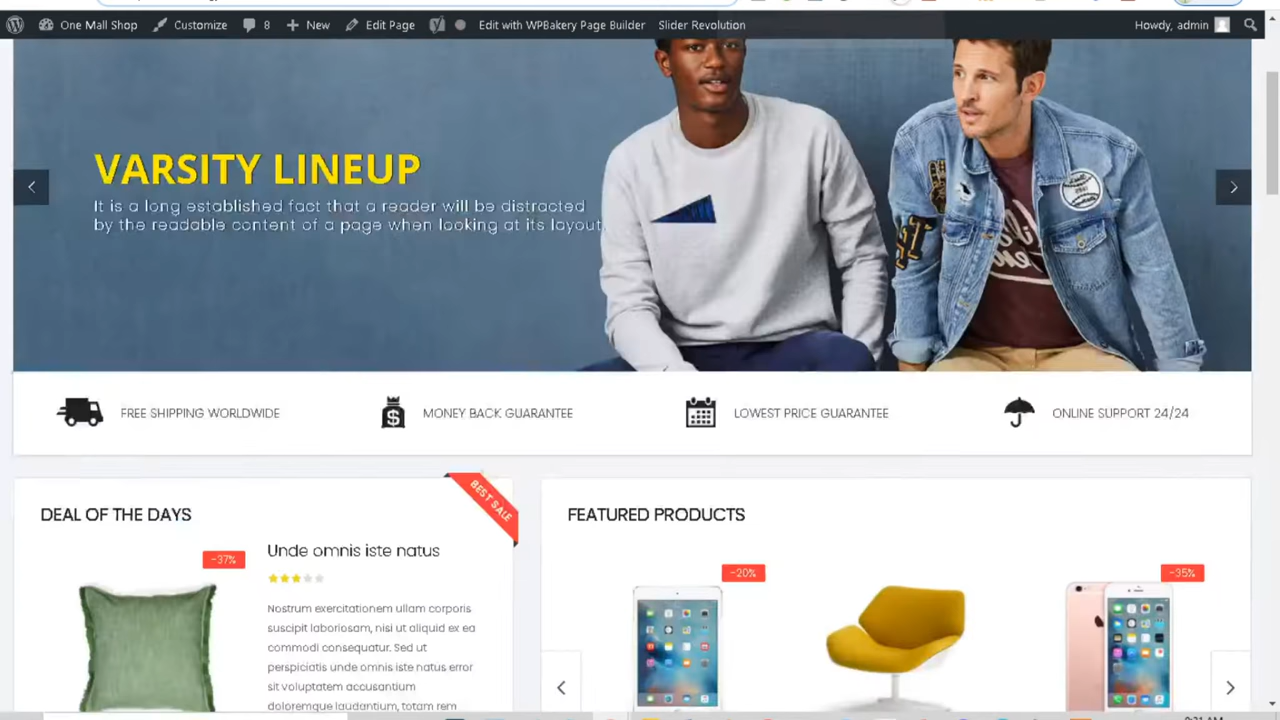 One Mall Shop Customize 8 New Edit Page Edit with WPBakery Page Builder Slider Revolution Howdy, admin
VARSITY LINEUP
It is a long established fact that a reader will be distracted
by the readable content of a page when looking at its layout.
FREE SHIPPING WORLDWIDE
MONEY BACK GUARANTEE
LOWEST PRICE GUARANTEE
ONLINE SUPPORT 24/24
DEAL OF THE DAYS
BEST SALE
-37%
Unde omnis iste natus
Nostrum exercitationem ullam corporis
suscipit laboriosam, nisi ut aliquid ex ea
commodi consequatur. Sed ut
perspiciatis unde omnis iste natus error
sit voluptatem accusantium
doloremque laudantium, totam rem
FEATURED PRODUCTS
-20%
-35%